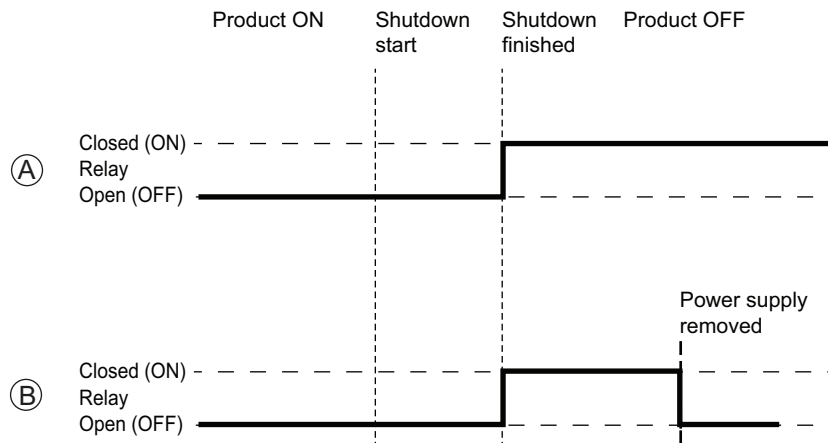 Product ON
Shutdown
start
Shutdown
finished
Product OFF
A
Closed (ON)
Relay
Open (OFF)
Power supply
removed
B
Closed (ON)
Relay
Open (OFF)